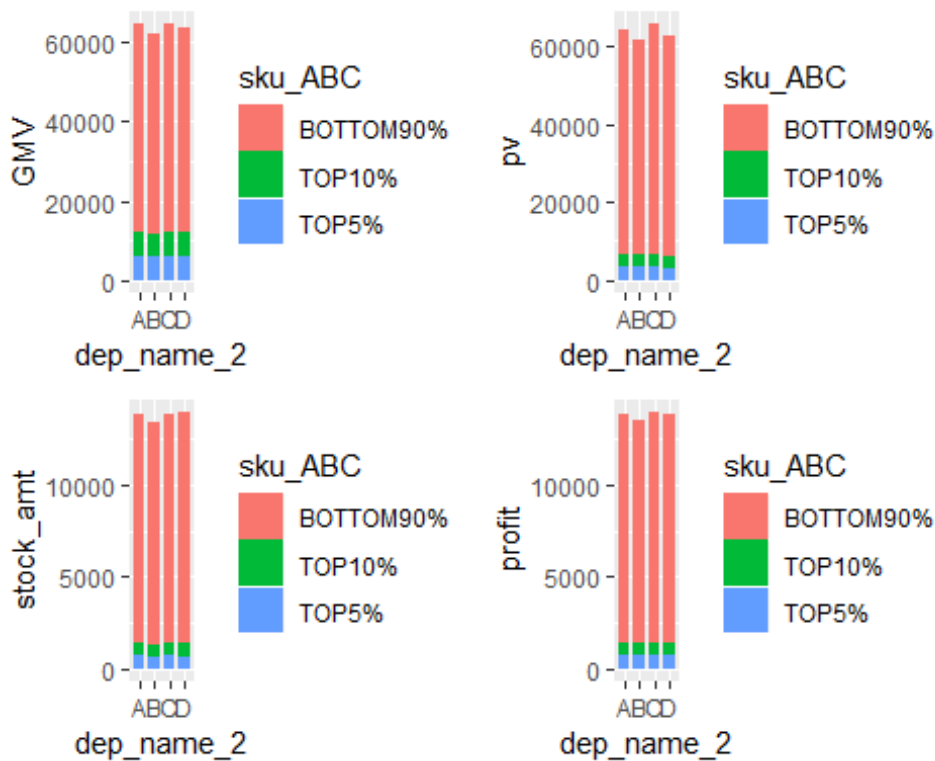 GMV
60000
40000
20000
0
ABCD
dep_name_2
sku_ABC
BOTTOM90%
TOP10%
TOP5%
pv
60000
40000
20000
0
ABCD
dep_name_2
sku_ABC
BOTTOM90%
TOP10%
TOP5%
stock_amt
10000
5000
0
ABCD
dep_name_2
sku_ABC
BOTTOM90%
TOP10%
TOP5%
profit
10000
5000
0
ABCD
dep_name_2
sku_ABC
BOTTOM90%
TOP10%
TOP5%